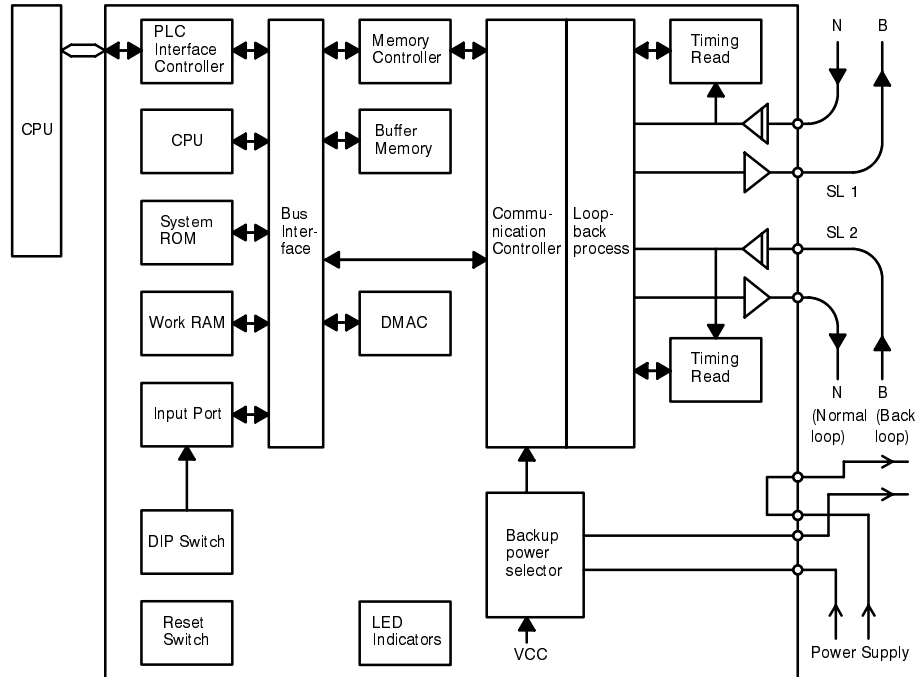 CPU
PLC
Interface
Controller
CPU
System
ROM
Work RAM
Input Port
DIP Switch
Reset
Switch
Bus
Inter-
face
Memory
Controller
Buffer
Memory
DMAC
LED
Indicators
Commu-
nication
Controller
Loop-
back
process
Backup
power
selector
VCC
Timing
Read
Timing
Read
N B
SL 1
SL 2
N B
(Normal (Back
loop) loop)
Power Supply